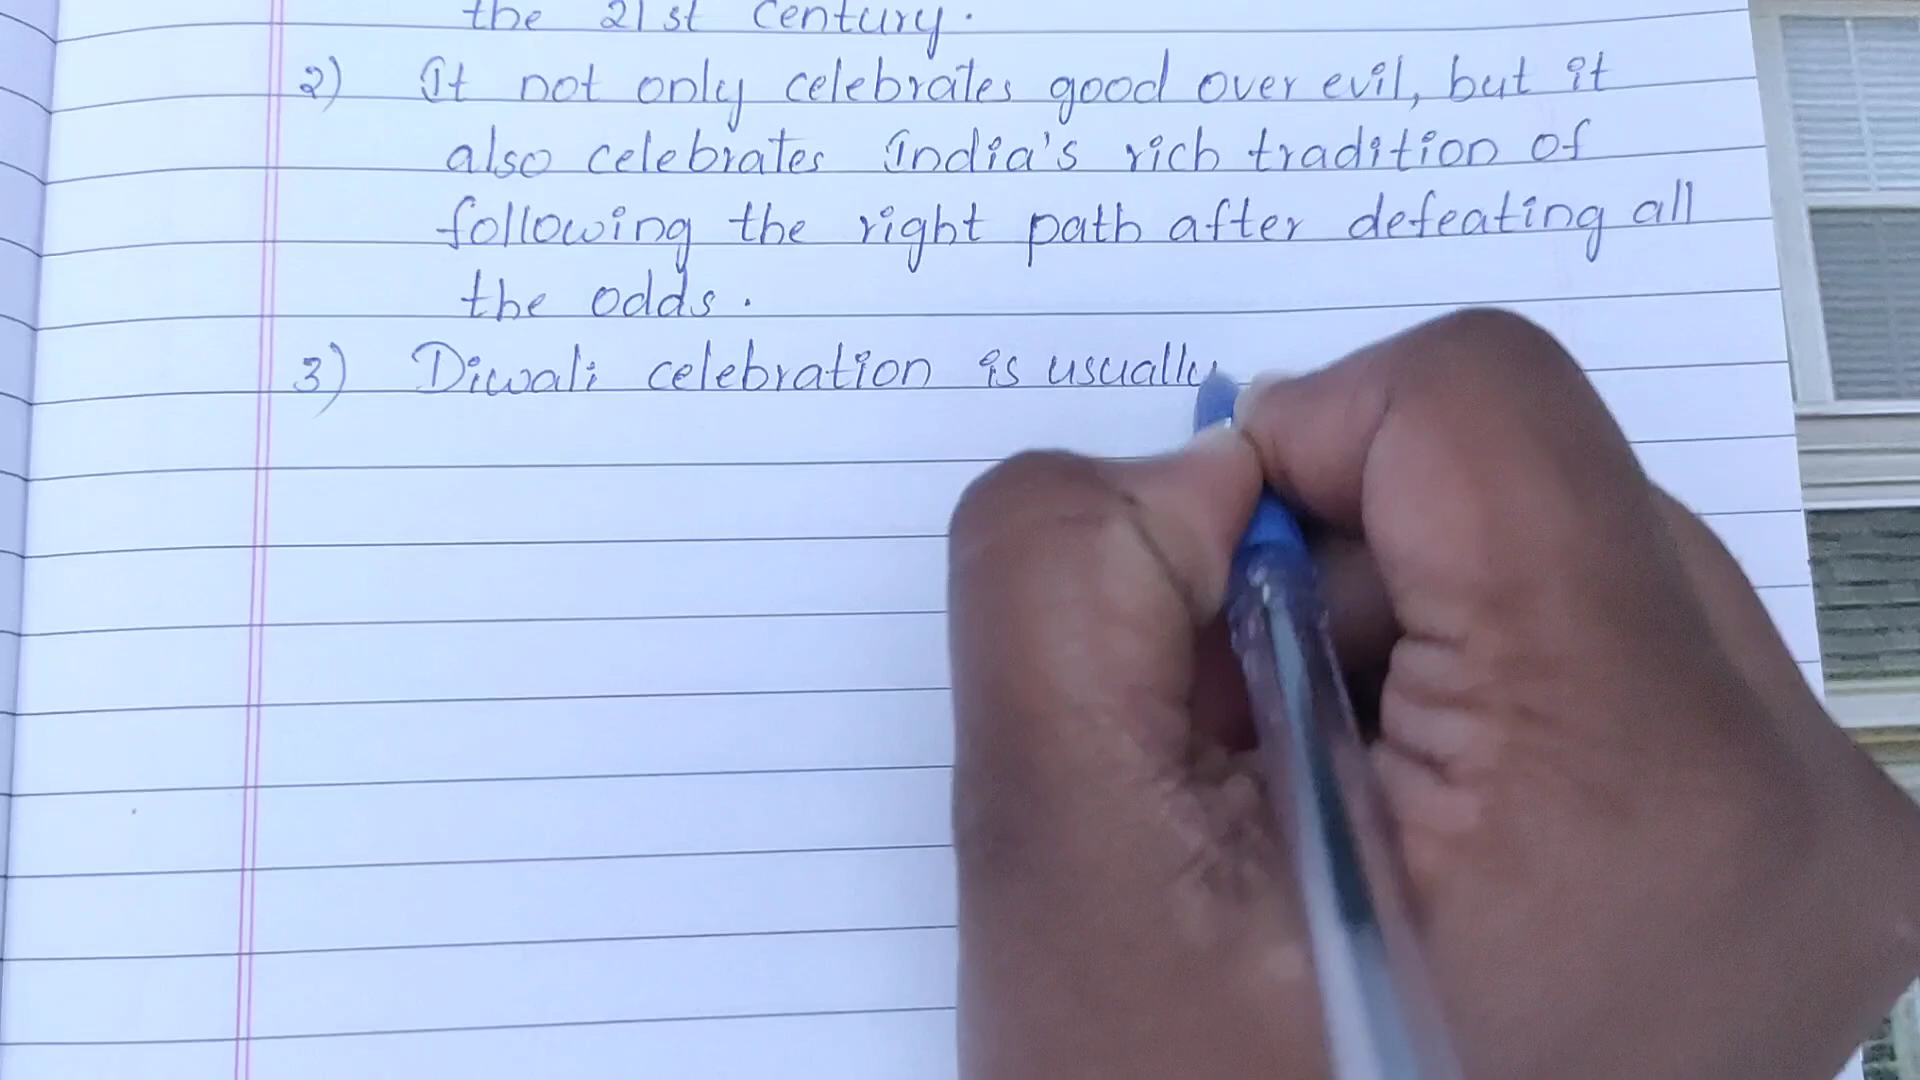 the 21st century.
2) It not only celebrates good over evil, but it
also celebrates India's rich tradition of
following the right path after defeating all
the odds.
3) Diwali celebration is usually